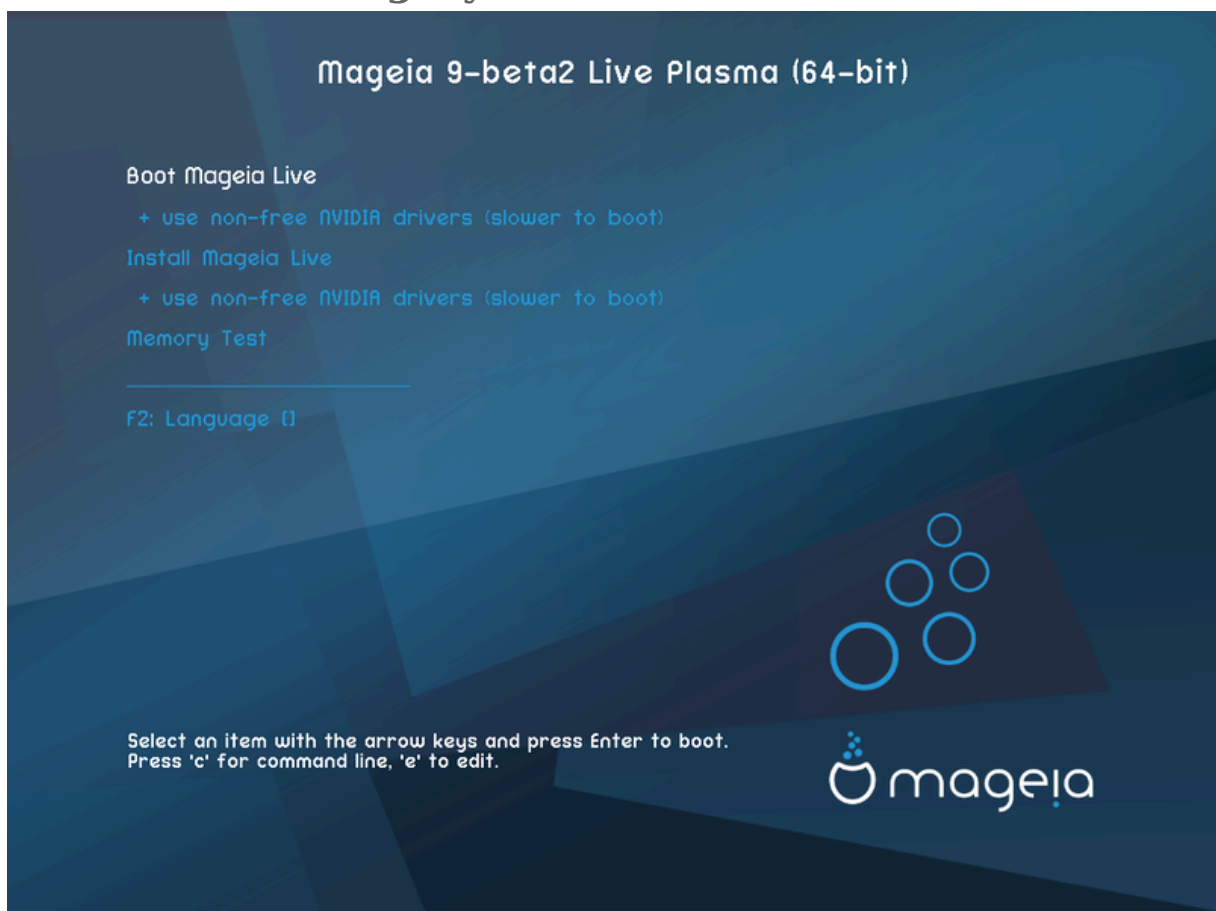 Mageia 9-beta2 Live Plasma (64-bit)
Boot Mageia Live
+ use non-free NVIDIA drivers (slower to boot)
Install Mageia Live
+ use non-free NVIDIA drivers (slower to boot)
Memory Test
F2: Language []
Select an item with the arrow keys and press Enter to boot.
Press 'c' for command line, 'e' to edit.
mageia